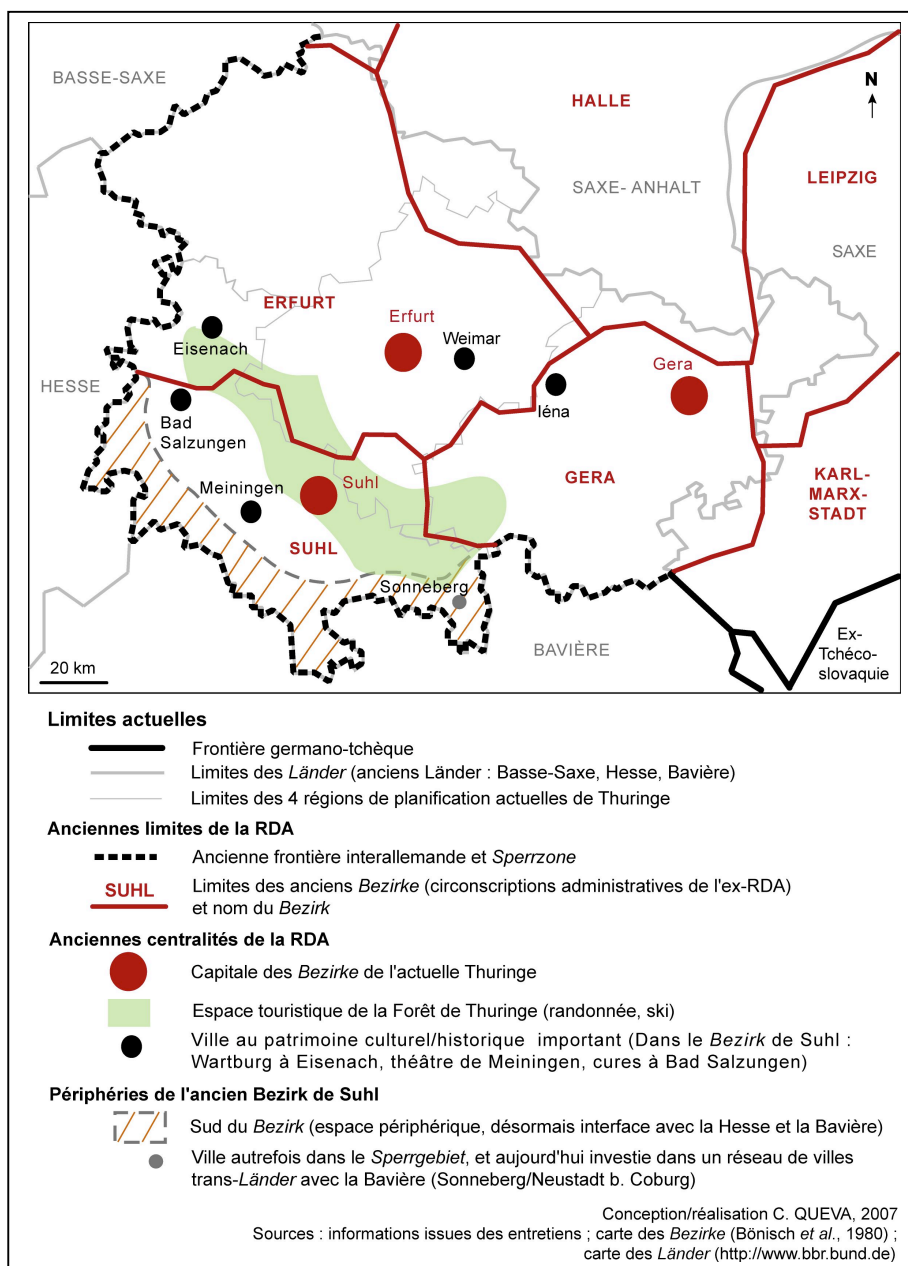 BASSE-SAXE
HALLE
N
LEIPZIG
SAXE- ANHALT
SAXE
ERFURT
Erfurt
Weimar
Eisenach
Gera
HESSE
Iéna
Bad
Salzungen
Suhl
Meiningen
GERA
KARL-
MARX-
STADT
SUHL
Sonneberg
BAVIÈRE
Ex-
Tchéco-
slovaquie
20 km
Limites actuelles
Frontière germano-tchèque
Limites des Länder (anciens Länder : Basse-Saxe, Hesse, Bavière)
Limites des 4 régions de planification actuelles de Thuringe
Anciennes limites de la RDA
Ancienne frontière interallemande et Sperrzone
SUHL
Limites des anciens Bezirke (circonscriptions administratives de l'ex-RDA)
et nom du Bezirk
Anciennes centralités de la RDA
Capitale des Bezirke de l'actuelle Thuringe
Espace touristique de la Forêt de Thuringe (randonnée, ski)
Ville au patrimoine culturel/historique important (Dans le Bezirk de Suhl :
Wartburg à Eisenach, théâtre de Meiningen, cures à Bad Salzungen)
Périphéries de l'ancien Bezirk de Suhl
Sud du Bezirk (espace périphérique, désormais interface avec la Hesse et la Bavière)
Ville autrefois dans le Sperrgebiet, et aujourd'hui investie dans un réseau de villes
trans-Länder avec la Bavière (Sonneberg/Neustadt b. Coburg)
Conception/réalisation C. QUEVA, 2007
Sources : informations issues des entretiens ; carte des Bezirke (Bönisch et al., 1980) ;
carte des Länder (http://www.bbr.bund.de)